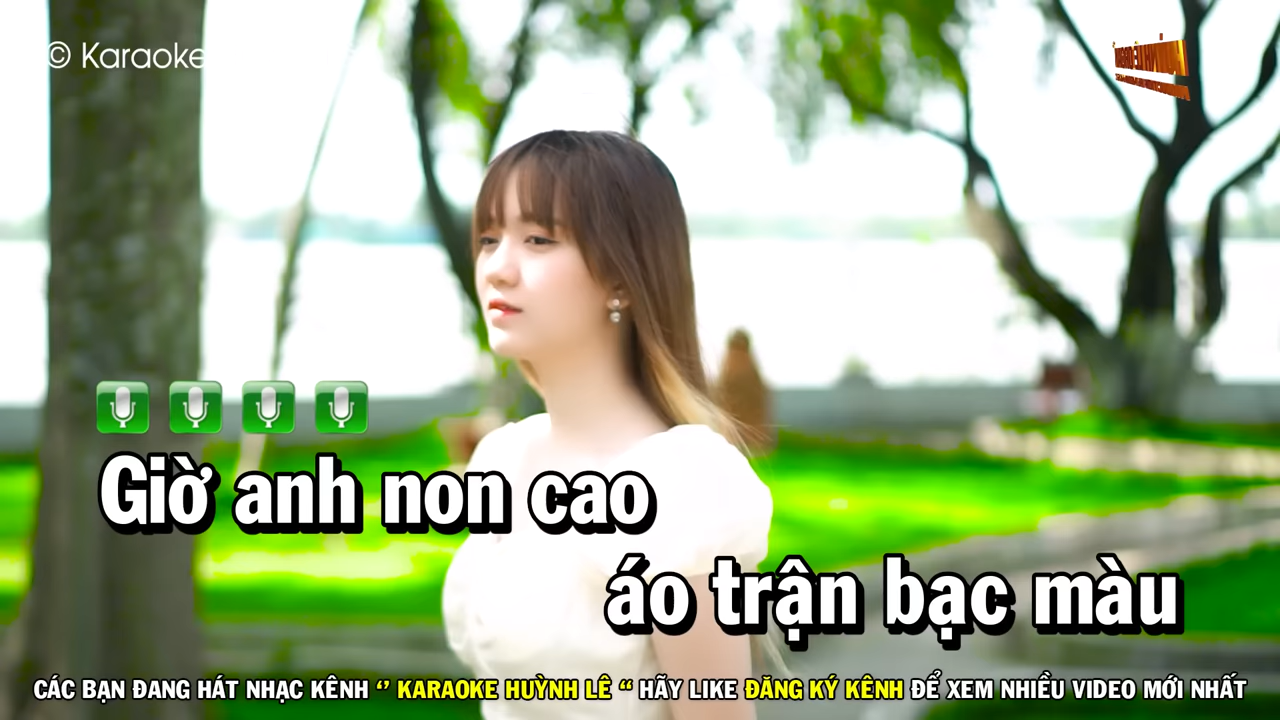 © Karaoke
Giờ anh non cao
áo trận bạc màu
CÁC BẠN ĐANG HÁT NHẠC KÊNH ‘’ KARAOKE HUỲNH LÊ “ HÃY LIKE ĐĂNG KÝ KÊNH ĐỂ XEM NHIỀU VIDEO MỚI NHẤT